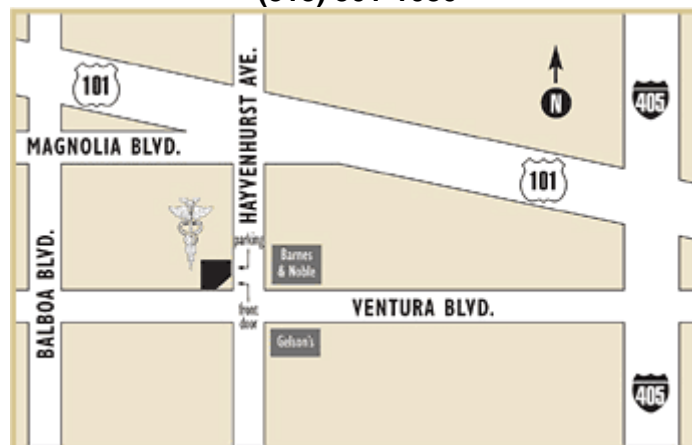 101
HAYVENHURST AVE.
N
405
MAGNOLIA BLVD.
101
BALBOA BLVD.
parking
Barnes
& Noble
VENTURA BLVD.
front
door
Gelson's
405